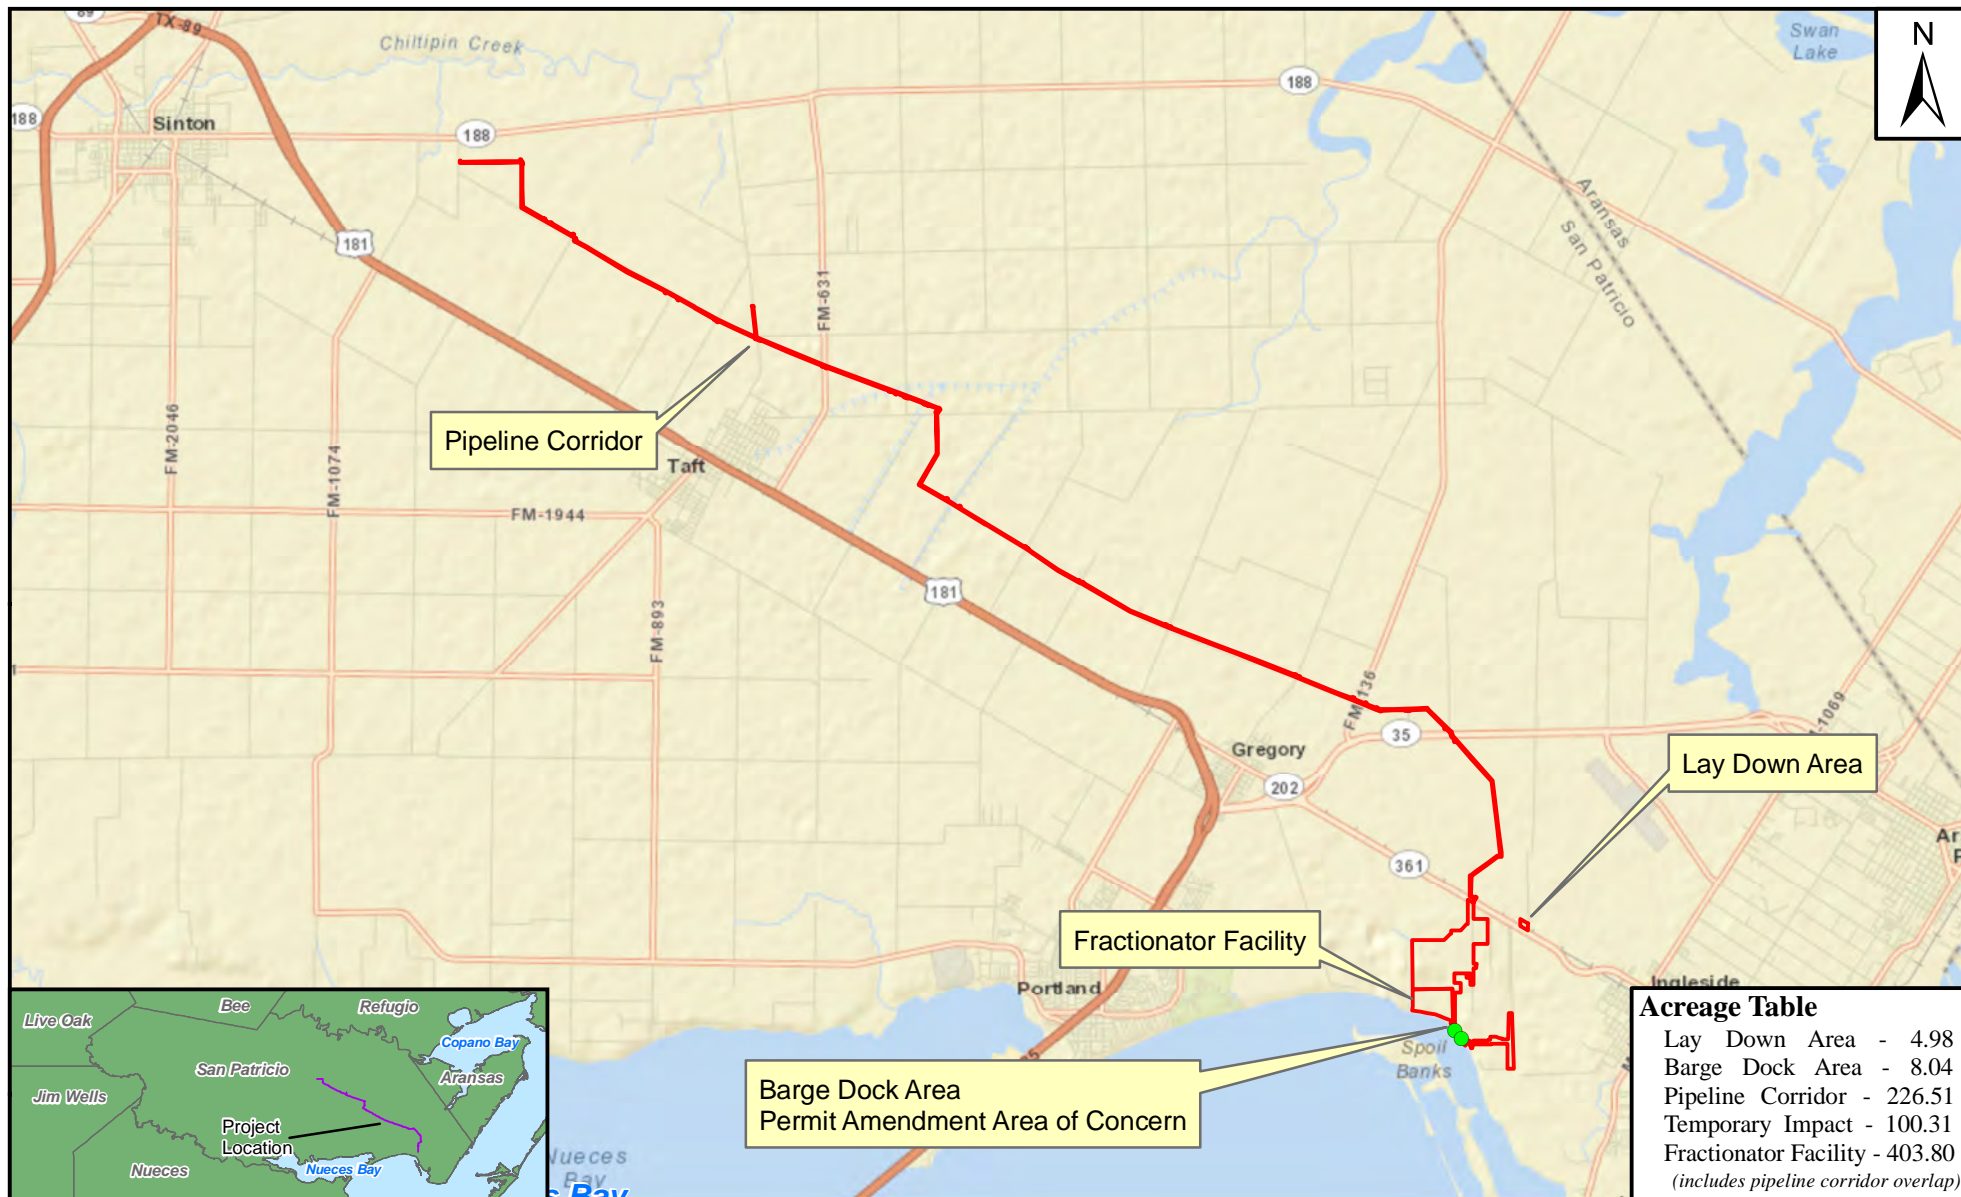 89
TX-89
Chiltipin Creek
Swan
Lake
N
188
188
188
Sinton
181
Aransas
San Patricio
FM-631
Pipeline Corridor
Taft
FM-2046
FM-1074
FM-1944
FM-893
181
FM-136
35
Gregory
202
Lay Down Area
361
Fractionator Facility
Portland
Ingleside
Spoil
Banks
Barge Dock Area
Permit Amendment Area of Concern
Nueces
Bay
Live Oak
Bee
Refugio
Copano Bay
San Patricio
Aransas
Jim Wells
Project
Location
Nueces
Nueces Bay
Acreage Table
Lay Down Area - 4.98
Barge Dock Area - 8.04
Pipeline Corridor - 226.51
Temporary Impact - 100.31
Fractionator Facility - 403.80
(includes pipeline corridor overlap)